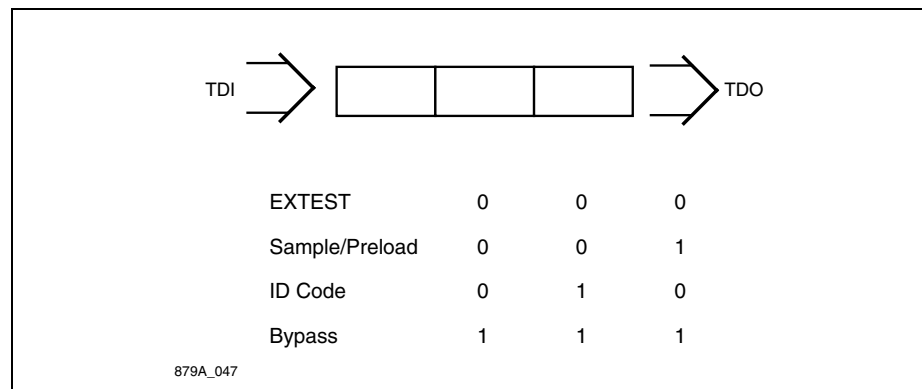 TDI TDO
EXTEST 0 0 0
Sample/Preload 0 0 1
ID Code 0 1 0
Bypass 1 1 1
879A_047